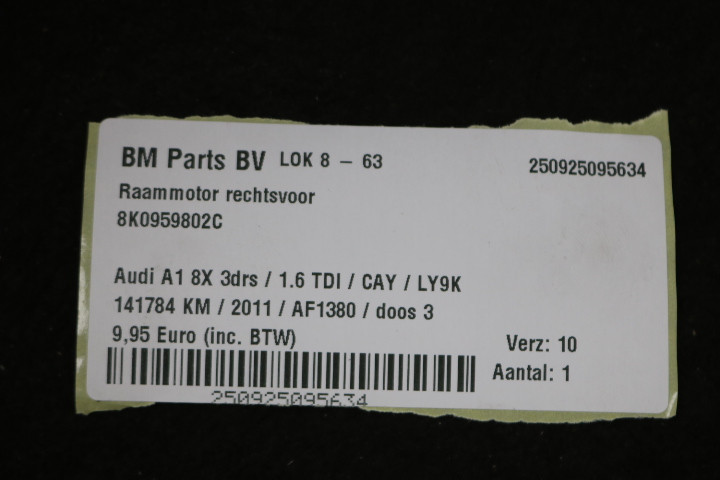 BM Parts BV LOK 8 – 63
250925095634
Raammotor rechtsvoor
8K0959802C
Audi A1 8X 3drs / 1.6 TDI / CAY / LY9K
141784 KM / 2011 / AF1380 / doos 3
9,95 Euro (inc. BTW)
Verz: 10
Aantal: 1
250925095634